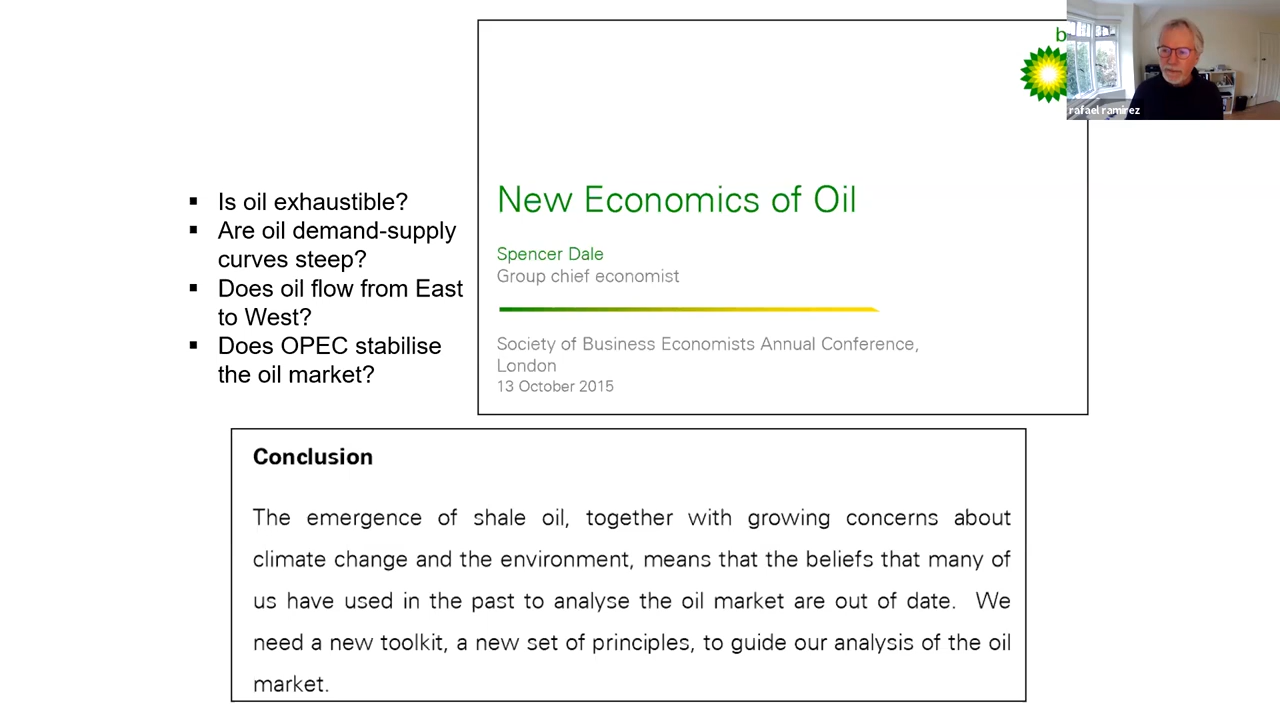 ▪ Is oil exhaustible?
▪ Are oil demand-supply
curves steep?
▪ Does oil flow from East
to West?
▪ Does OPEC stabilise
the oil market?
b
rafael ramirez
New Economics of Oil
Spencer Dale
Group chief economist
Society of Business Economists Annual Conference,
London
13 October 2015
Conclusion
The emergence of shale oil, together with growing concerns about
climate change and the environment, means that the beliefs that many of
us have used in the past to analyse the oil market are out of date. We
need a new toolkit, a new set of principles, to guide our analysis of the oil
market.